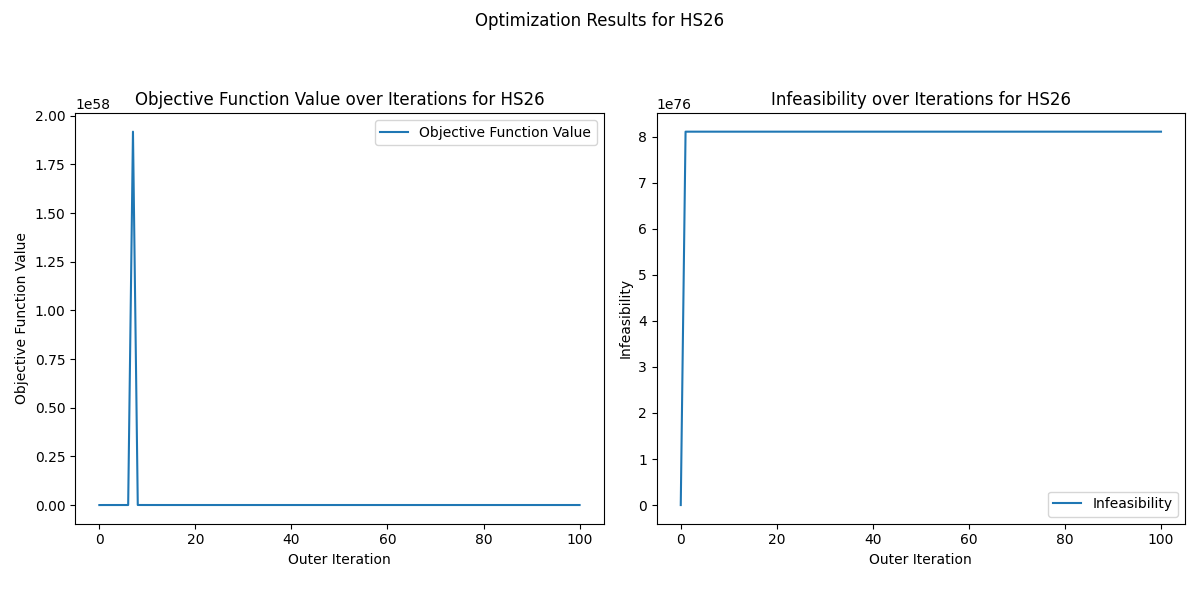 Optimization Results for HS26
Objective Function Value over Iterations for HS26
1e58
Objective Function Value
2.00
1.75
1.50
1.25
1.00
0.75
0.50
0.25
0.00
Objective Function Value
0 20 40 60 80 100
Outer Iteration
Infeasibility over Iterations for HS26
1e76
8
7
6
5
4
3
2
1
0
Infeasibility
Infeasibility
0 20 40 60 80 100
Outer Iteration